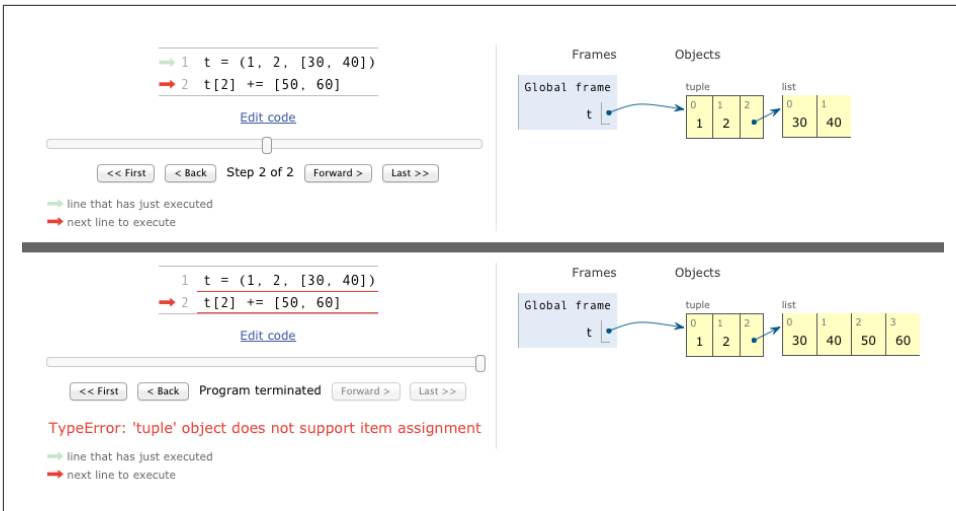 Frames Objects
1 t = (1, 2, [30, 40])
2 t[2] += [50, 60]
Edit code
<< First < Back Step 2 of 2 Forward > Last >>
line that has just executed
next line to execute
Global frame
t
tuple
0 1 2
1 2
list
0 1
30 40
Frames Objects
1 t = (1, 2, [30, 40])
2 t[2] += [50, 60]
Edit code
<< First < Back Program terminated Forward > Last >>
TypeError: 'tuple' object does not support item assignment
line that has just executed
next line to execute
Global frame
t
tuple
0 1 2
1 2
list
0 1 2 3
30 40 50 60